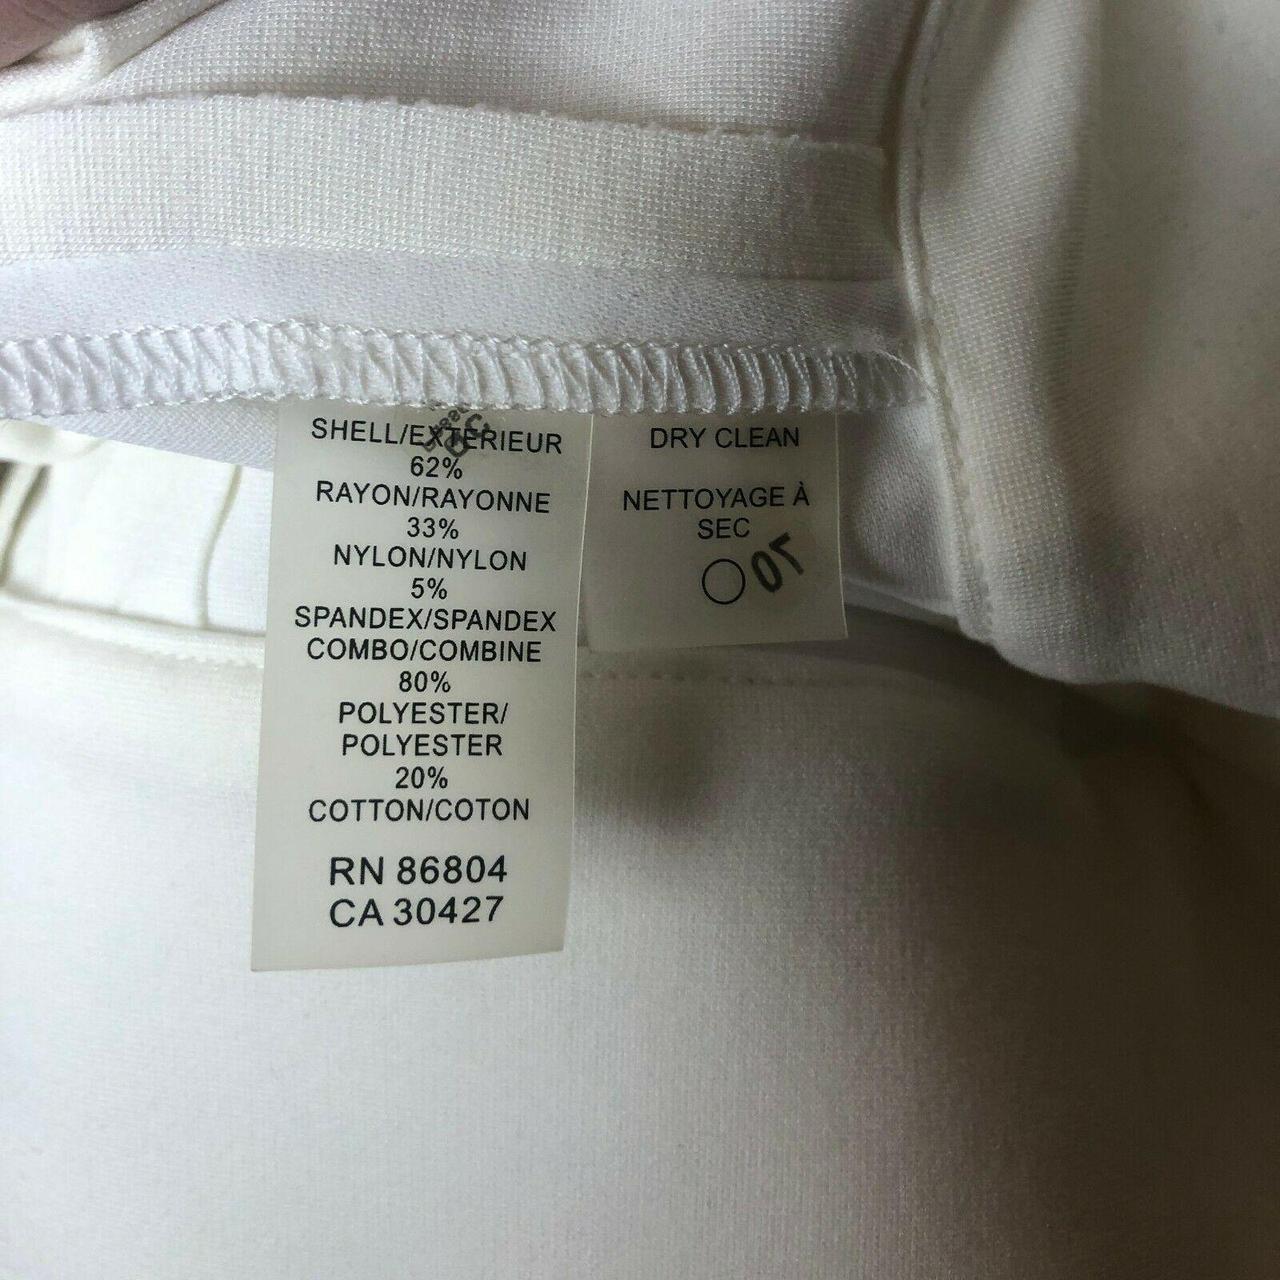 SHELL/EXTERIEUR
62%
RAYON/RAYONNE
33%
NYLON/NYLON
5%
SPANDEX/SPANDEX
COMBO/COMBINE
80%
POLYESTER/
POLYESTER
20%
COTTON/COTON
RN 86804
CA 30427
DRY CLEAN
NETTOYAGE À
SEC